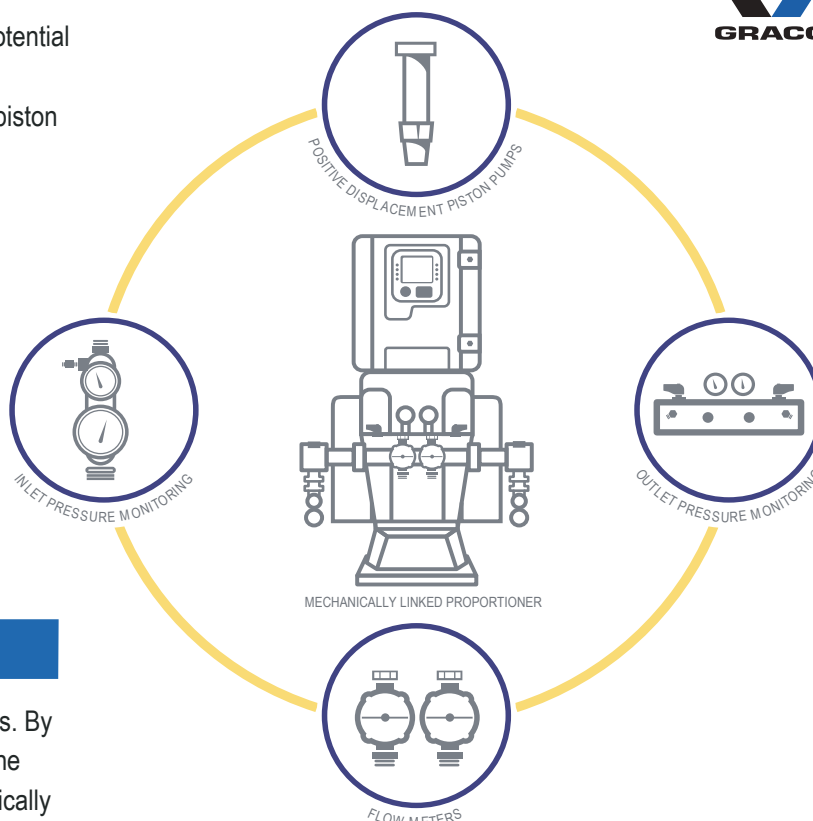 otential
piston
GRACO
POSITIVE DISPLACEMENT PISTON PUMPS
INLET PRESSURE MONITORING
OUTLET PRESSURE MONITORING
MECHANICALLY LINKED PROPORTIONER
s. By
he
ically
FLOW METERS